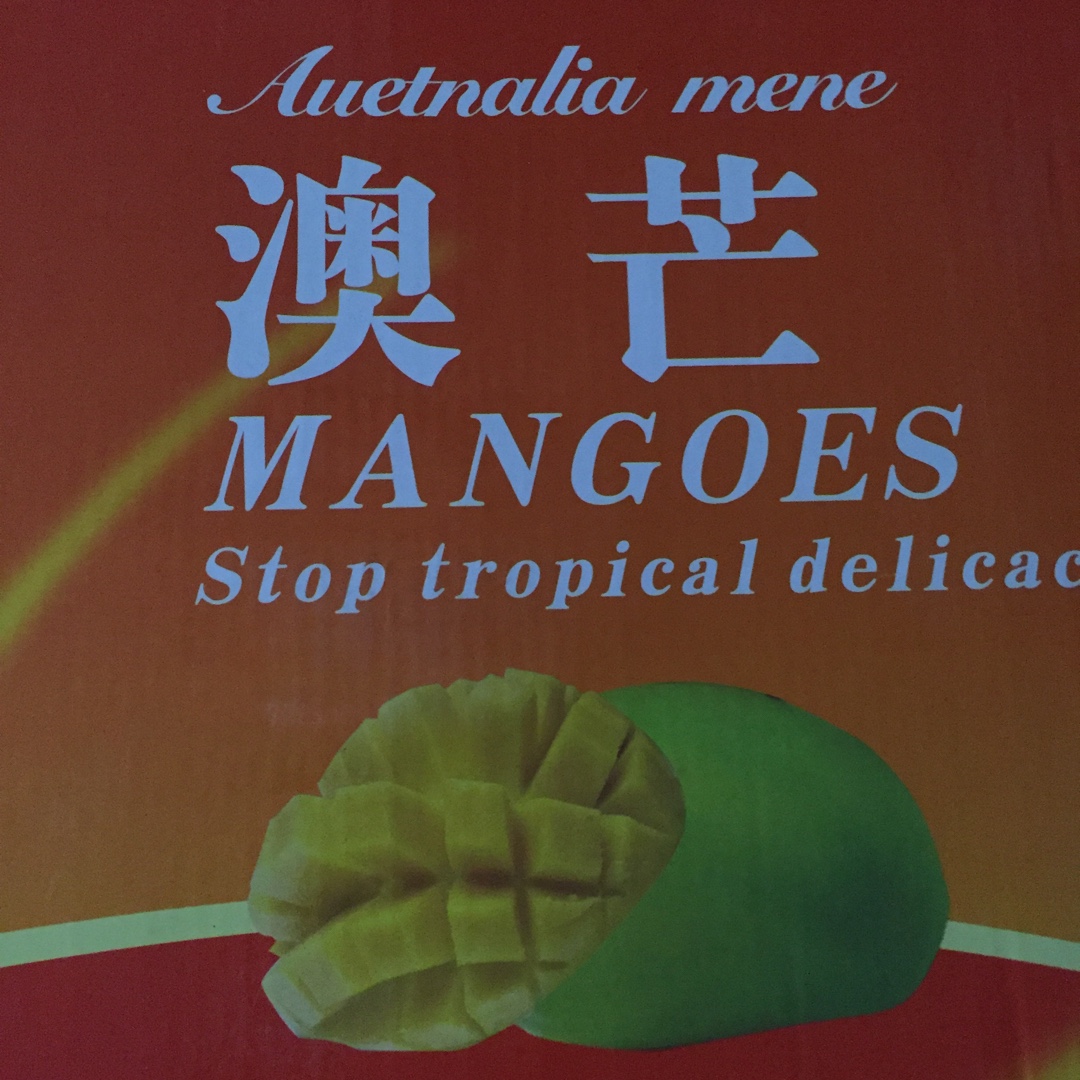 Auetnalia mene
澳芒
MANGOES
Stop tropical delicac